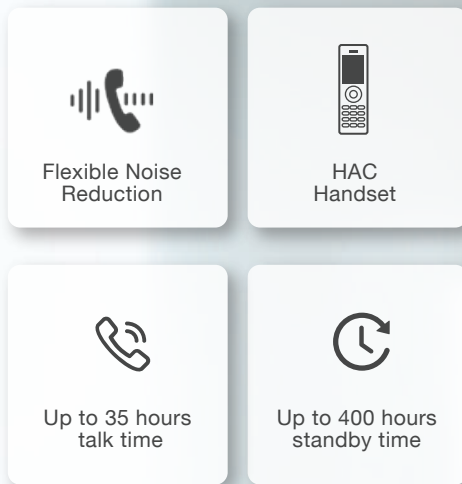 Flexible Noise
Reduction
HAC
Handset
Up to 35 hours
talk time
Up to 400 hours
standby time